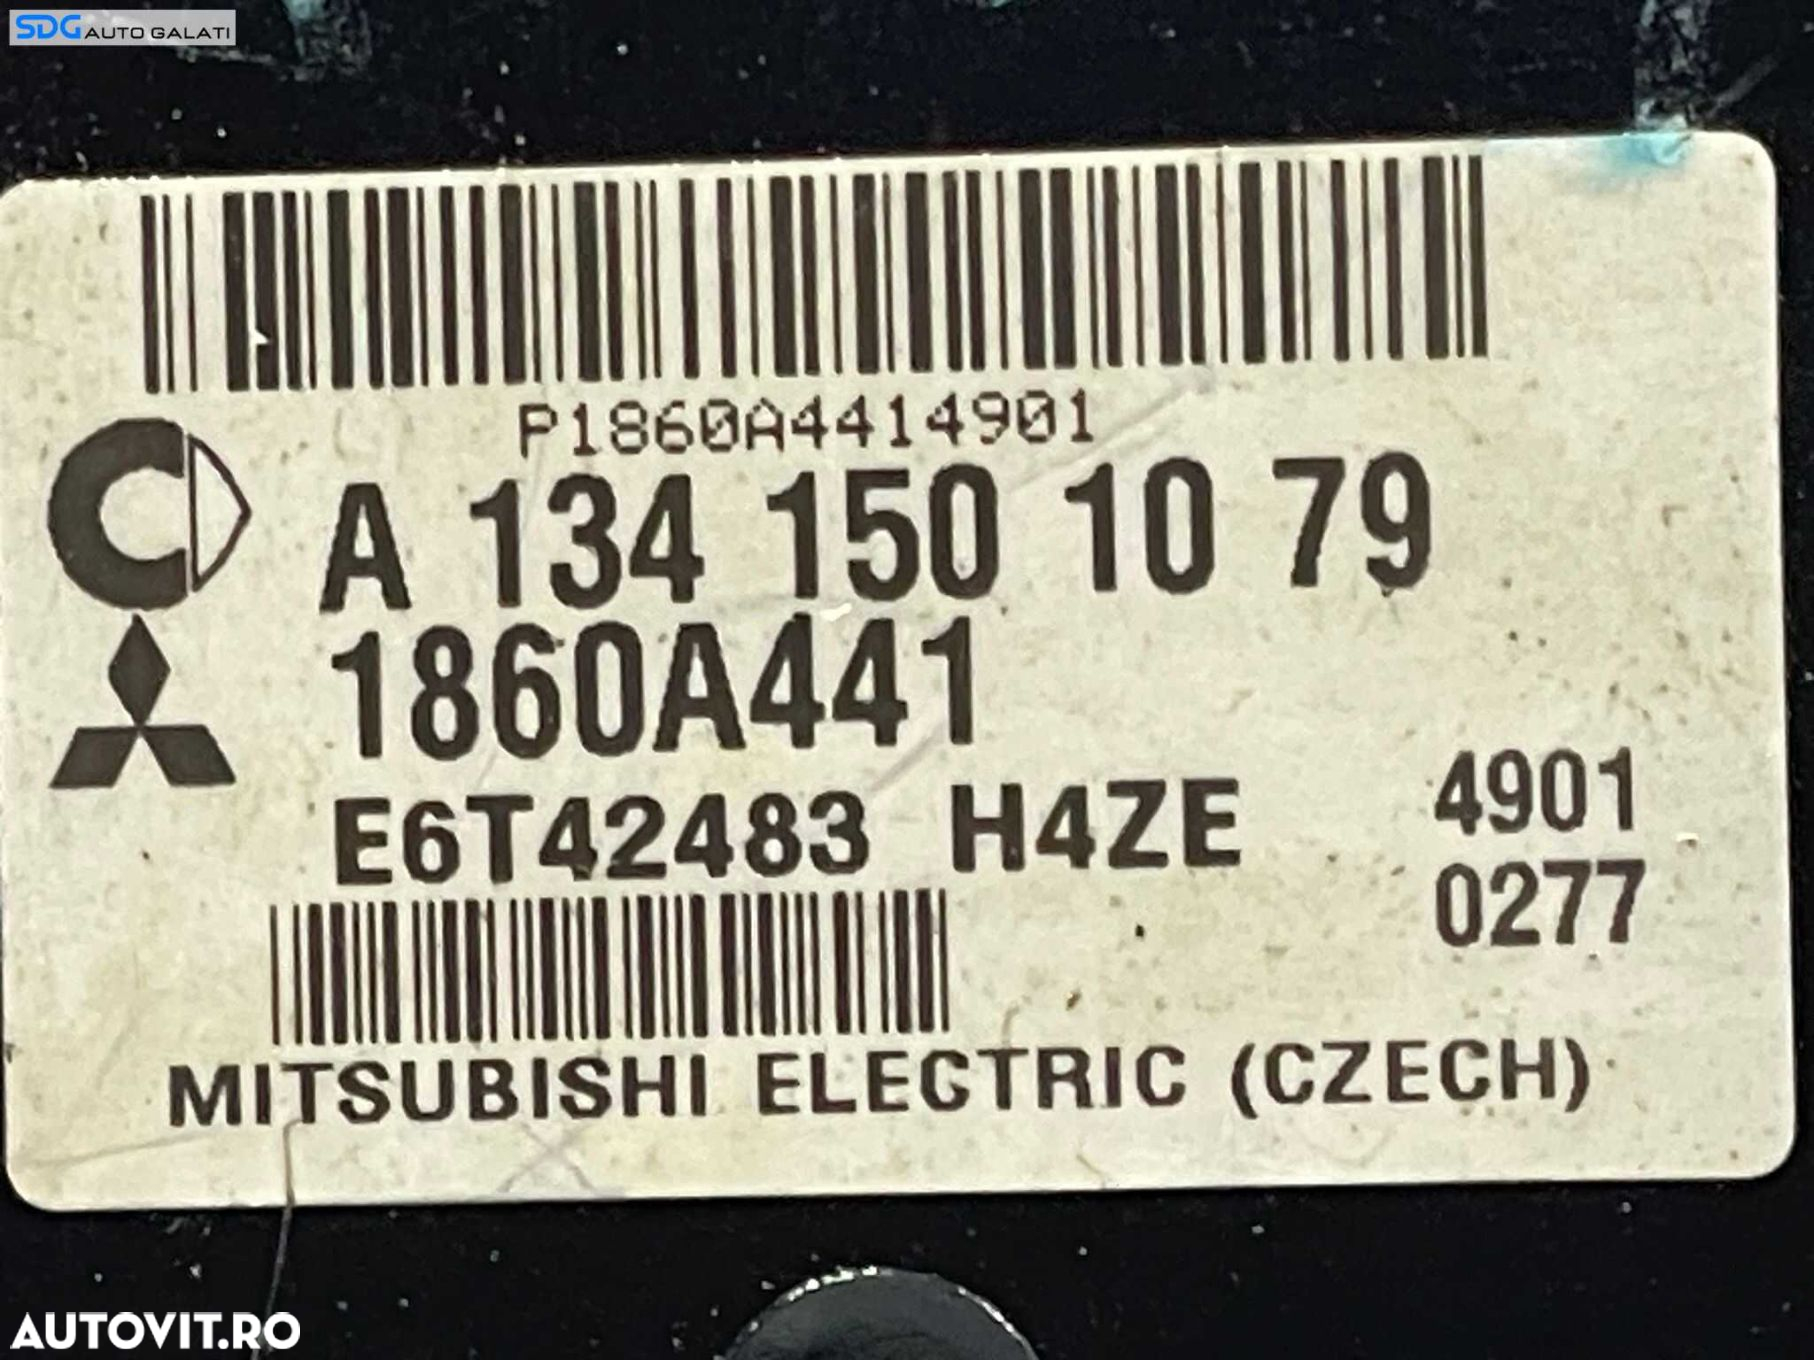 SDG AUTO GALATI
P1860A4414901
A 134 150 10 79
1860A441
E6T42483 H4ZE 4901
0277
MITSUBISHI ELECTRIC (CZECH)
AUTOVIT.RO